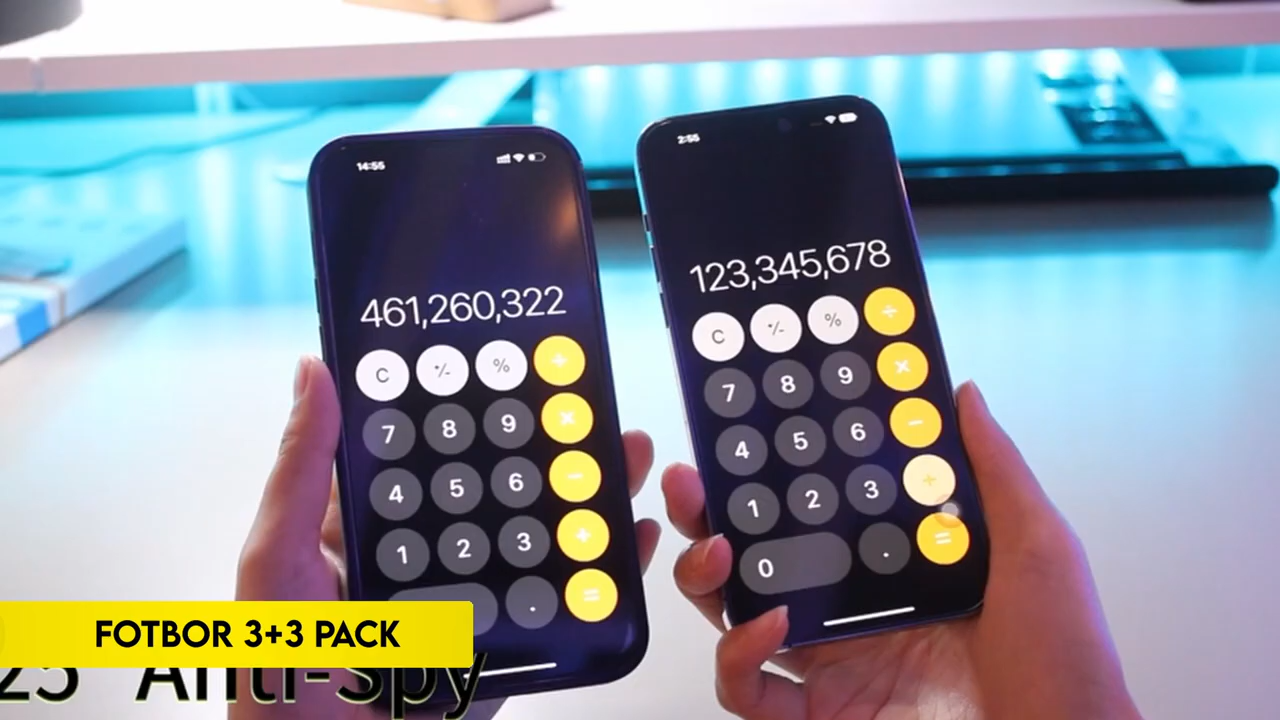 14:55
461,260,322
C +/- % ÷
7 8 9 ×
4 5 6 −
1 2 3 +
. =
2:55
123,345,678
C +/- % ÷
7 8 9 ×
4 5 6 −
1 2 3 +
0 . =
FOTBOR 3+3 PACK
25° Anti-Spy